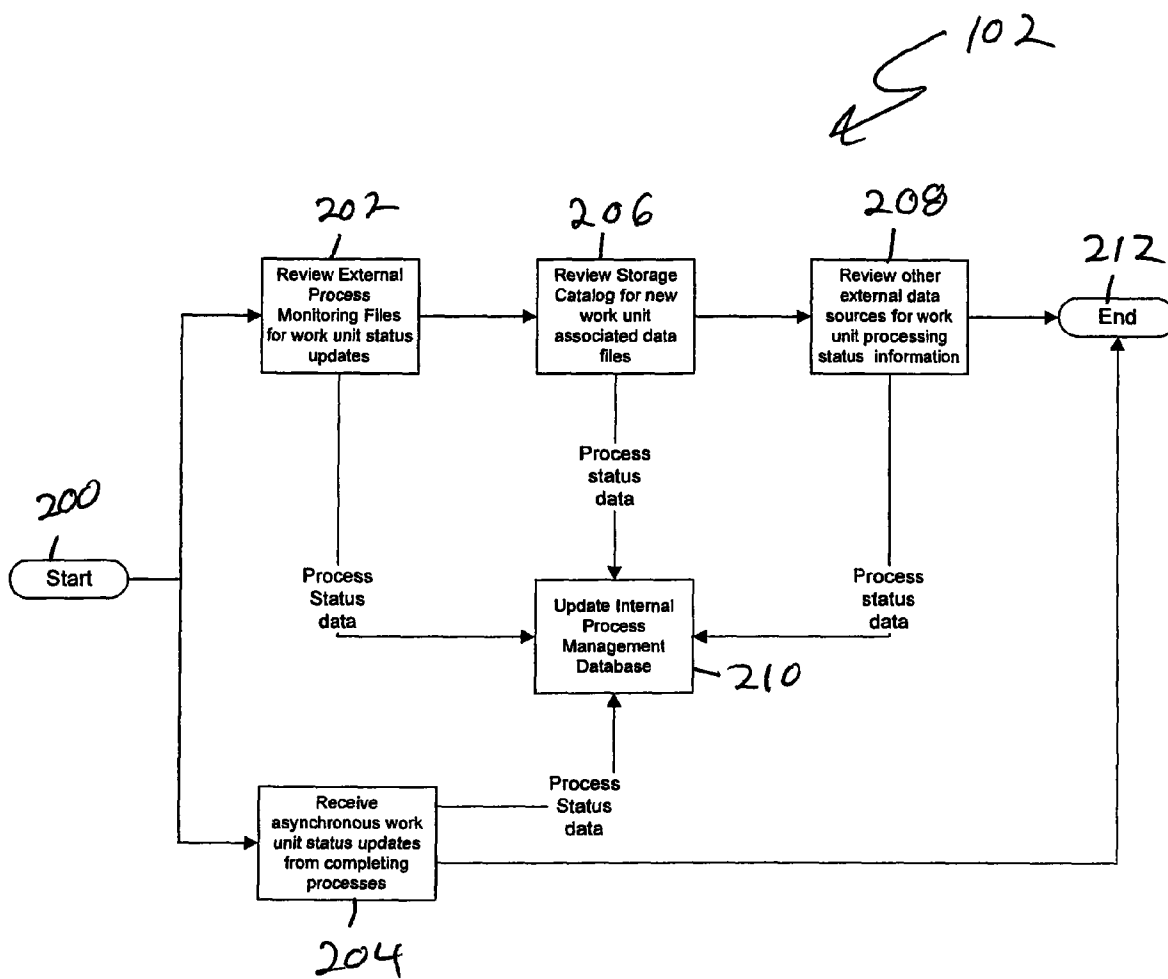 102
202
206
208
212
Review External
Process
Monitoring Files
for work unit status
updates
Review Storage
Catalog for new
work unit
associated data
files
Review other
external data
sources for work
unit processing
status information
End
Process
status
data
200
Start
Process
Status
data
Update Internal
Process
Management
Database
Process
status
data
210
Process
Status
data
Receive
asynchronous work
unit status updates
from completing
processes
204